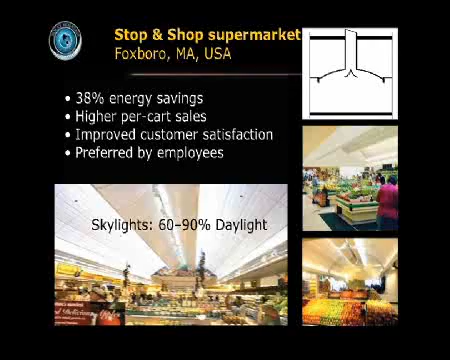 Stop & Shop supermarket
Foxboro, MA, USA
• 38% energy savings
• Higher per-cart sales
• Improved customer satisfaction
• Preferred by employees
Skylights: 60–90% Daylight